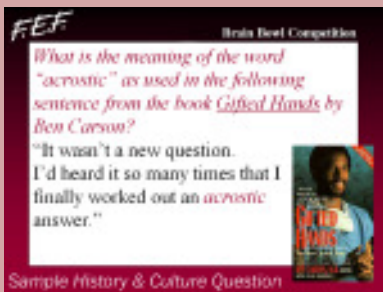 F.E.F.
Brain Bowl Competition
What is the meaning of the word
"acrostic" as used in the following
sentence from the book Gifted Hands by
Ben Carson?
"It wasn't a new question.
I'd heard it so many times that I
finally worked out an acrostic
answer."
GIFTED
HANDS
Sample History & Culture Question